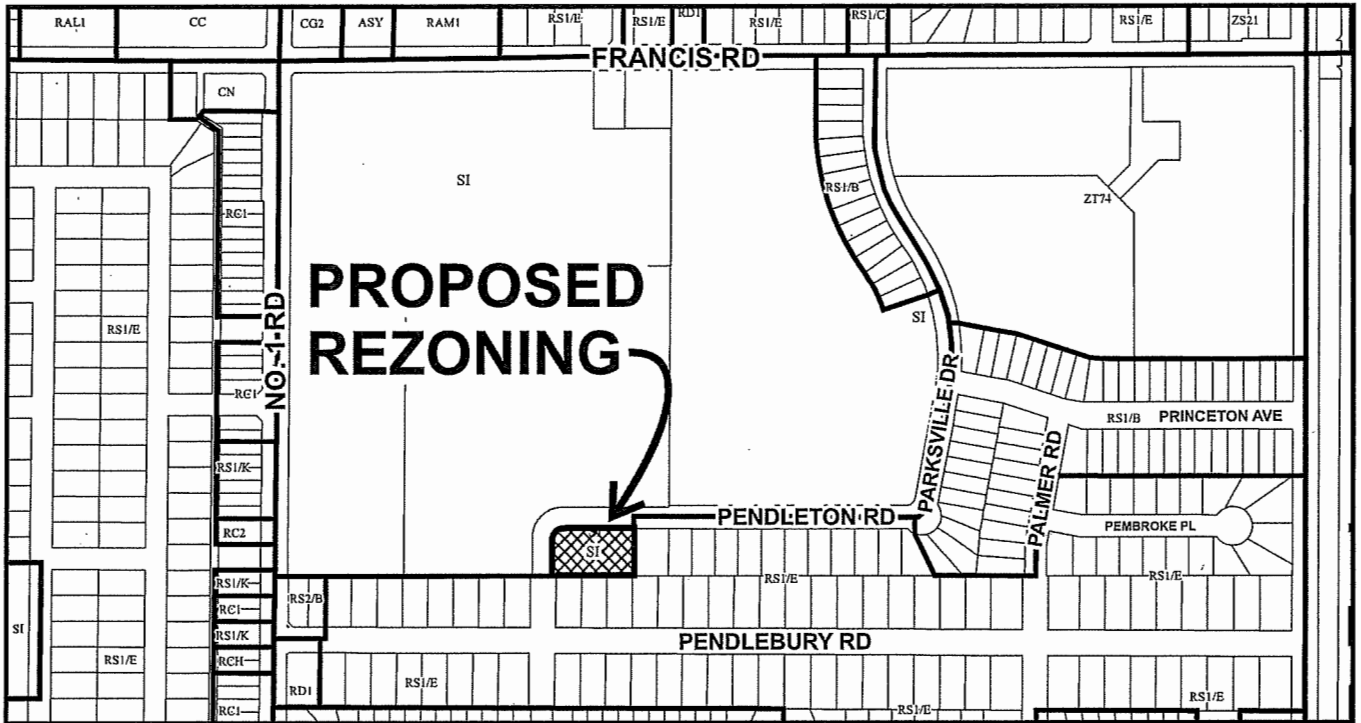 RAL1
CC
CG2
ASY
RAM1
RS1/E
RS1/E
RD1
RS1/E
RS1/C
RS1/E
ZS21
FRANCIS RD
CN
SI
RC1
RS1/B
ZT74
PROPOSED
REZONING
NO. 1 RD
SI
RS1/E
RC1
PARKSVILLE DR
RS1/B
PRINCETON AVE
PALMER RD
RS1/K
RC2
PENDLETON RD
PEMBROKE PL
SI
RS1/K
RS1/E
RS1/E
RS2/B
RC1
SI
RS1/K
PENDLEBURY RD
RS1/E
RCH
RD1
RS1/E
RS1/E
RC1
RS1/E